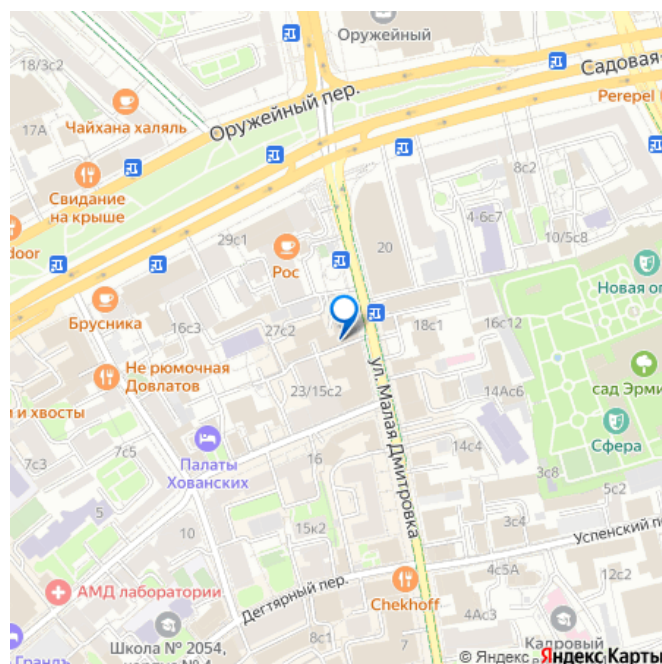 18/3с2
Оружейный
Садовая-
Perepel
Оружейный пер.
Чайхана халяль
17А
8с2
Свидание
на крыше
4-6с7
10/5с8
29с1
20
door
Рос
Новая оп
Брусника
16с3
27с2
18с1
16с12
Не рюмочная
Довлатов
23/15с2
ул. Малая Дмитровка
14Ас6
сад Эрми
и и хвосты
Сфера
14с4
7с5
7с3
Палаты
Хованских
16
3с8
5с2
5
15к2
3с4
10
Успенский п
4с5А
12с2
АМД лаборатории
Дегтярный пер.
Chekhoff
4Ас3
Школа № 2054,
8с1
7
Кадровый
Грандъ
© Яндекс Яндекс Карты